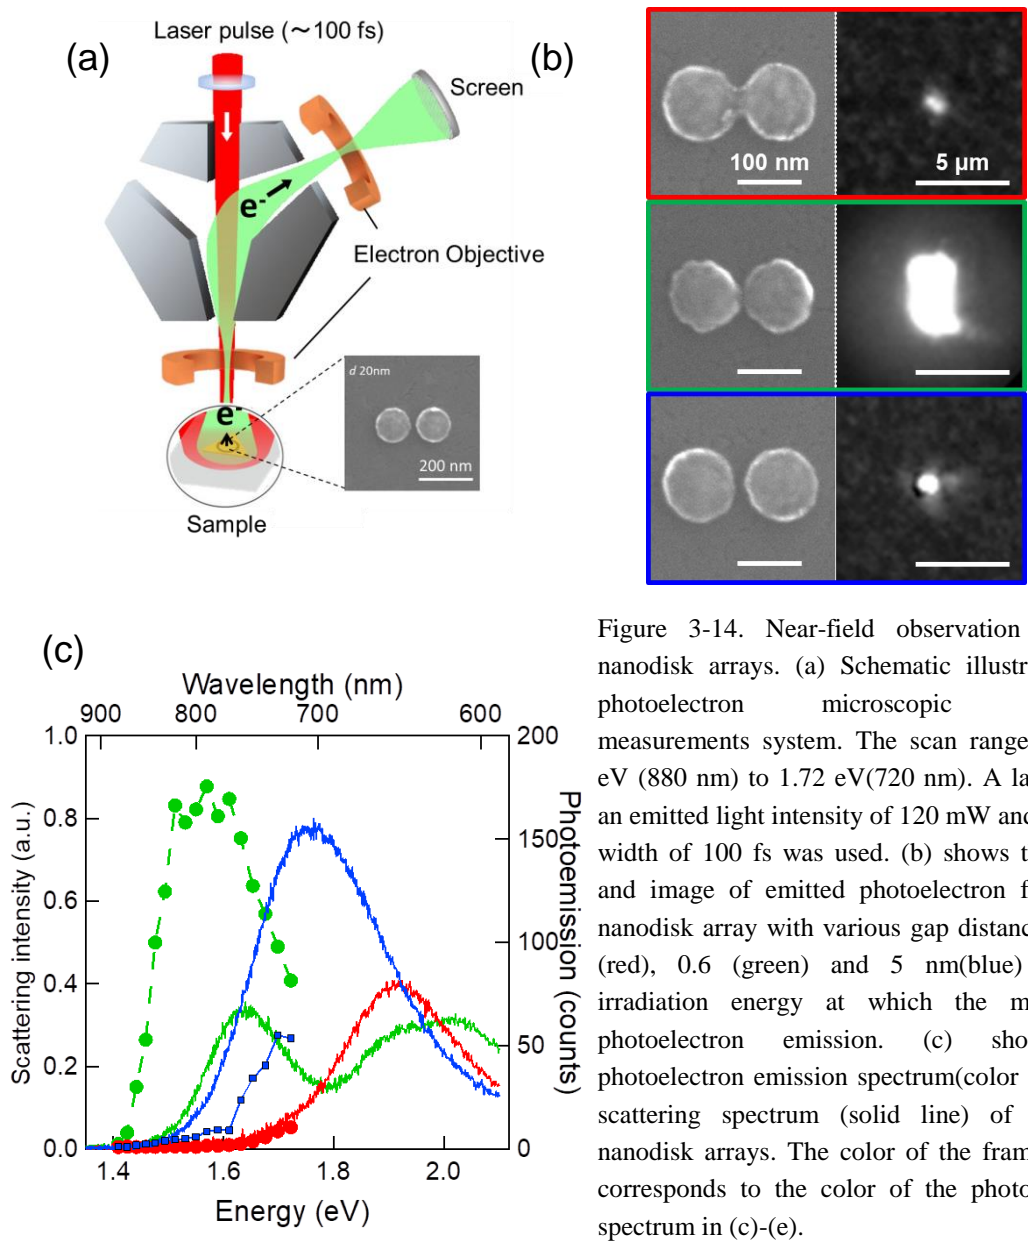 (a)
Laser pulse (~100 fs)
Screen
e-
Electron Objective
e-
d 20nm
200 nm
Sample
(b)
100 nm
5 μm
(c)
Wavelength (nm)
900 800 700 600
1.0
0.8
0.6
0.4
0.2
0.0
Scattering intensity (a.u.)
200
150
100
50
0
Photoemission (counts)
1.4 1.6 1.8 2.0
Energy (eV)
Figure 3-14. Near-field observation
nanodisk arrays. (a) Schematic illustr
photoelectron microscopic
measurements system. The scan range
eV (880 nm) to 1.72 eV(720 nm). A la
an emitted light intensity of 120 mW and
width of 100 fs was used. (b) shows t
and image of emitted photoelectron f
nanodisk array with various gap distanc
(red), 0.6 (green) and 5 nm(blue)
irradiation energy at which the m
photoelectron emission. (c) sho
photoelectron emission spectrum(color
scattering spectrum (solid line) of
nanodisk arrays. The color of the fram
corresponds to the color of the photo
spectrum in (c)-(e).